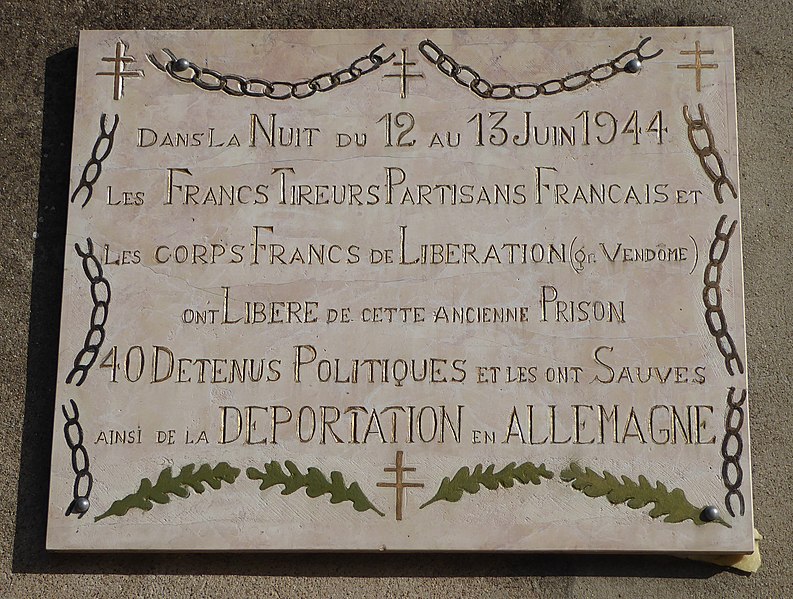 DANS LA NUIT DU 12 AU 13 JUIN 1944
LES FRANCS TIREURS PARTISANS FRANCAIS ET
LES CORPS FRANCS DE LIBERATION (gr. VENDOME)
ONT LIBERE DE CETTE ANCIENNE PRISON
40 DETENUS POLITIQUES ET LES ONT SAUVES
AINSI DE LA DEPORTATION EN ALLEMAGNE